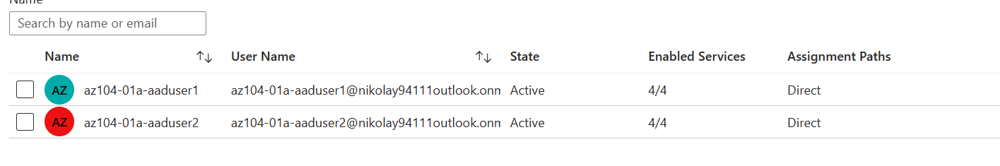 Name
Search by name or email
Name User Name State Enabled Services Assignment Paths
AZ az104-01a-aaduser1 az104-01a-aaduser1@nikolay94111outlook.onm Active 4/4 Direct
AZ az104-01a-aaduser2 az104-01a-aaduser2@nikolay94111outlook.onm Active 4/4 Direct